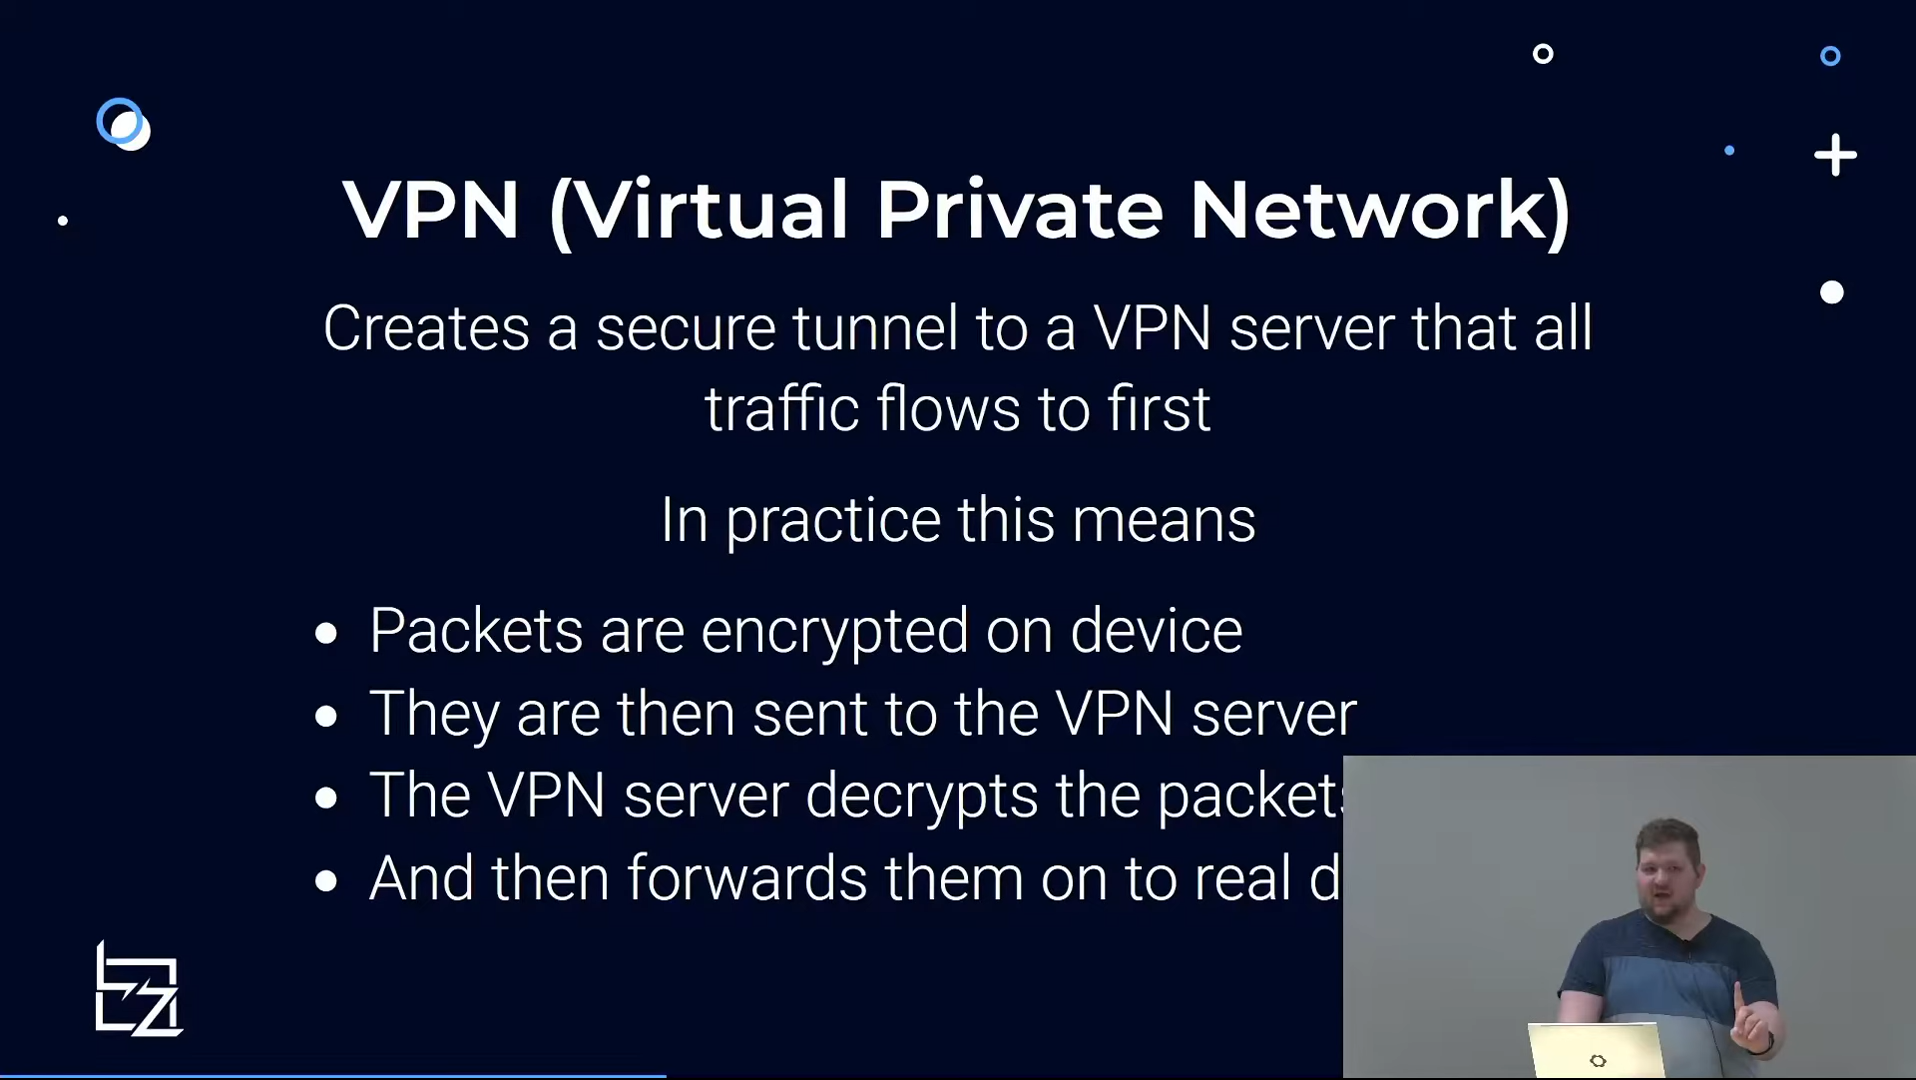 VPN (Virtual Private Network)
Creates a secure tunnel to a VPN server that all
traffic flows to first
In practice this means
• Packets are encrypted on device
• They are then sent to the VPN server
• The VPN server decrypts the packets
• And then forwards them on to real